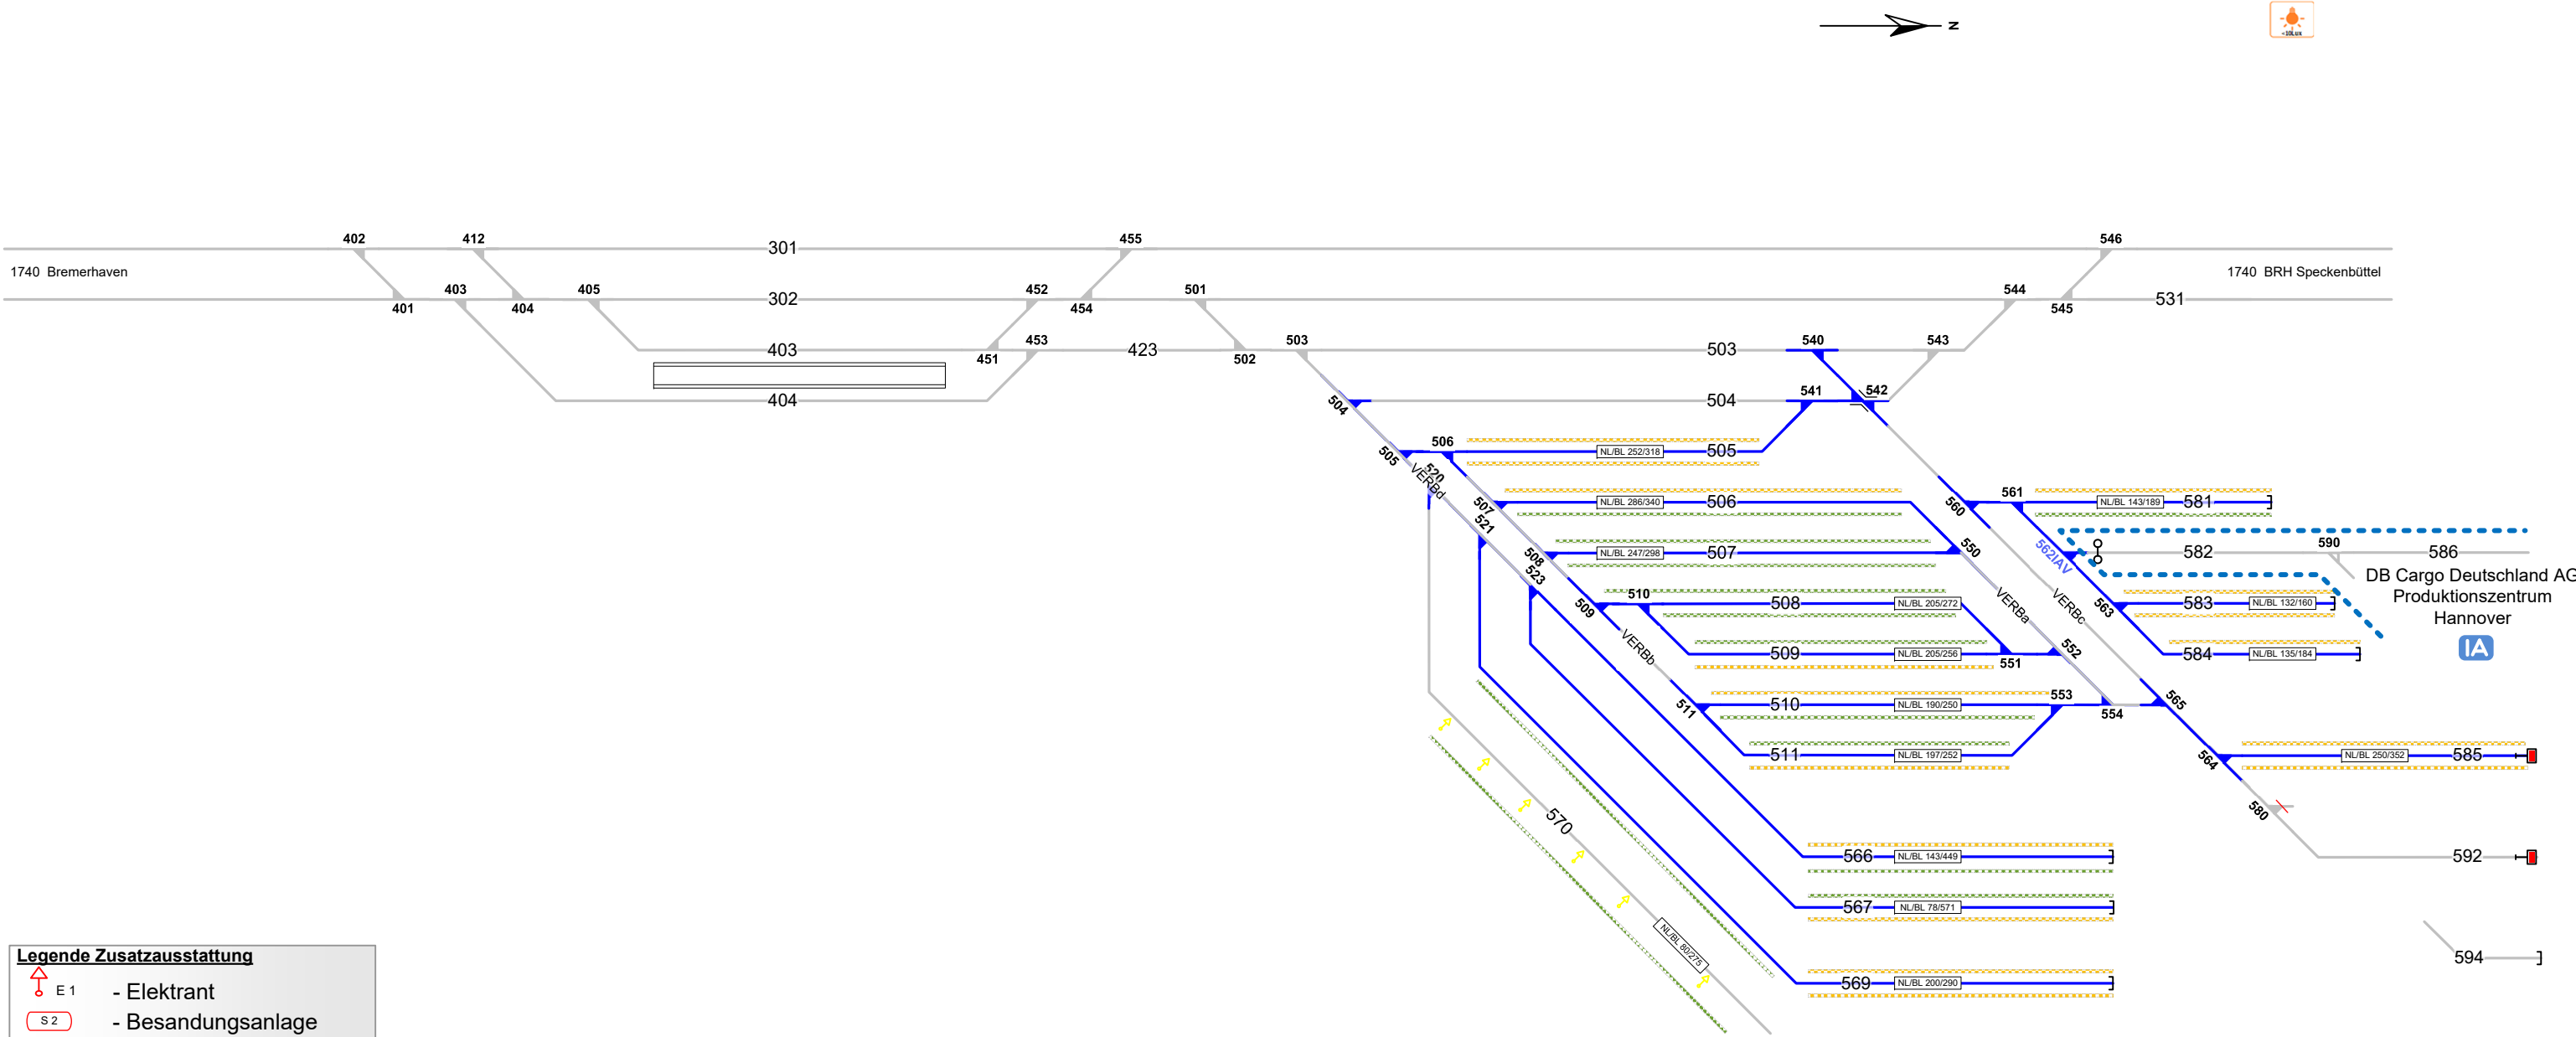 N
<10Lux
402
412
301
455
546
1740 Bremerhaven
1740 BRH Speckenbüttel
403
405
302
452
501
544
531
401
404
454
545
403
453
423
503
503
540
543
451
502
404
504
504
541
542
505
506
NL/BL 252/318
505
520
VERBd
507
NL/BL 286/340
506
560
561
NL/BL 143/189
581
521
508
NL/BL 247/298
507
550
562IAV
582
590
586
DB Cargo Deutschland AG
Produktionszentrum
Hannover
IA
523
509
510
508
NL/BL 205/272
VERBa
VERBc
563
583
NL/BL 132/160
VERBb
509
NL/BL 205/256
551
552
584
NL/BL 135/184
511
510
NL/BL 190/250
553
554
565
511
NL/BL 197/252
564
NL/BL 250/352
585
570
580
566
NL/BL 143/449
592
567
NL/BL 78/571
NL/BL 80/275
594
569
NL/BL 200/290
Legende Zusatzausstattung
E 1 - Elektrant
S 2 - Besandungsanlage